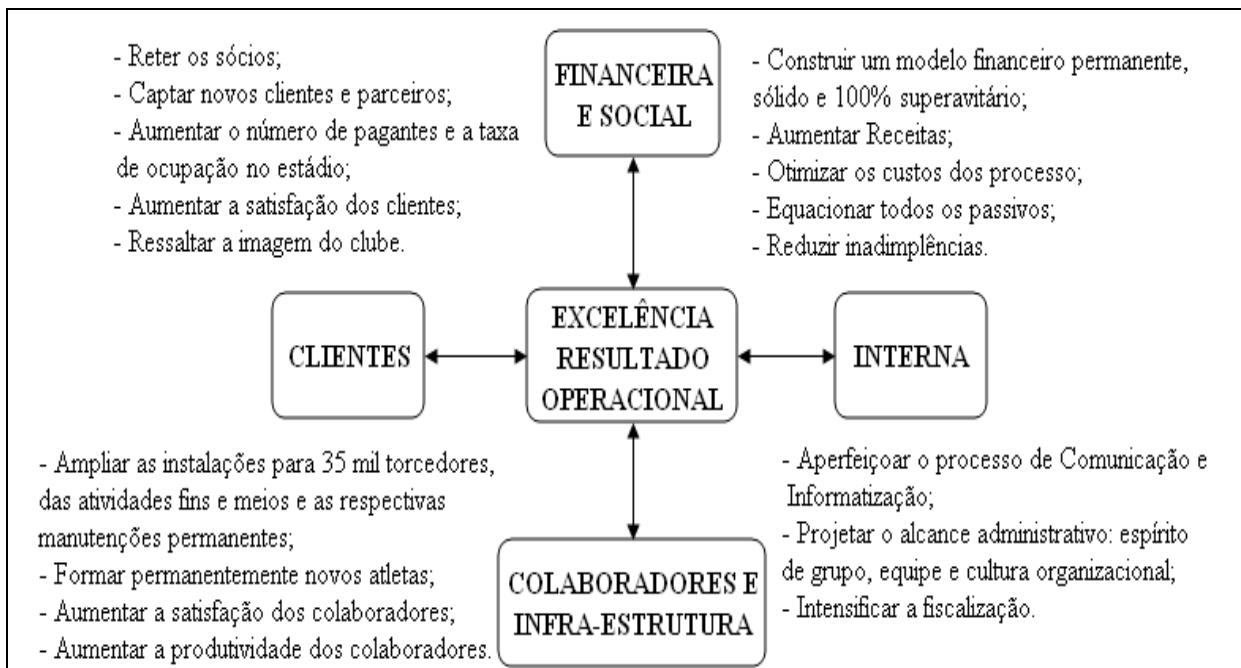 - Reter os sócios;
- Captar novos clientes e parceiros;
- Aumentar o número de pagantes e a taxa
de ocupação no estádio;
- Aumentar a satisfação dos clientes;
- Ressaltar a imagem do clube.
FINANCEIRA
E SOCIAL
- Construir um modelo financeiro permanente,
sólido e 100% superavitário;
- Aumentar Receitas;
- Otimizar os custos dos processo;
- Equacionar todos os passivos;
- Reduzir inadimplências.
CLIENTES
EXCELÊNCIA
RESULTADO
OPERACIONAL
INTERNA
- Ampliar as instalações para 35 mil torcedores,
das atividades fins e meios e as respectivas
manutenções permanentes;
- Formar permanentemente novos atletas;
- Aumentar a satisfação dos colaboradores;
- Aumentar a produtividade dos colaboradores.
COLABORADORES E
INFRA-ESTRUTURA
- Aperfeiçoar o processo de Comunicação e
Informatização;
- Projetar o alcance administrativo: espírito
de grupo, equipe e cultura organizacional;
- Intensificar a fiscalização.